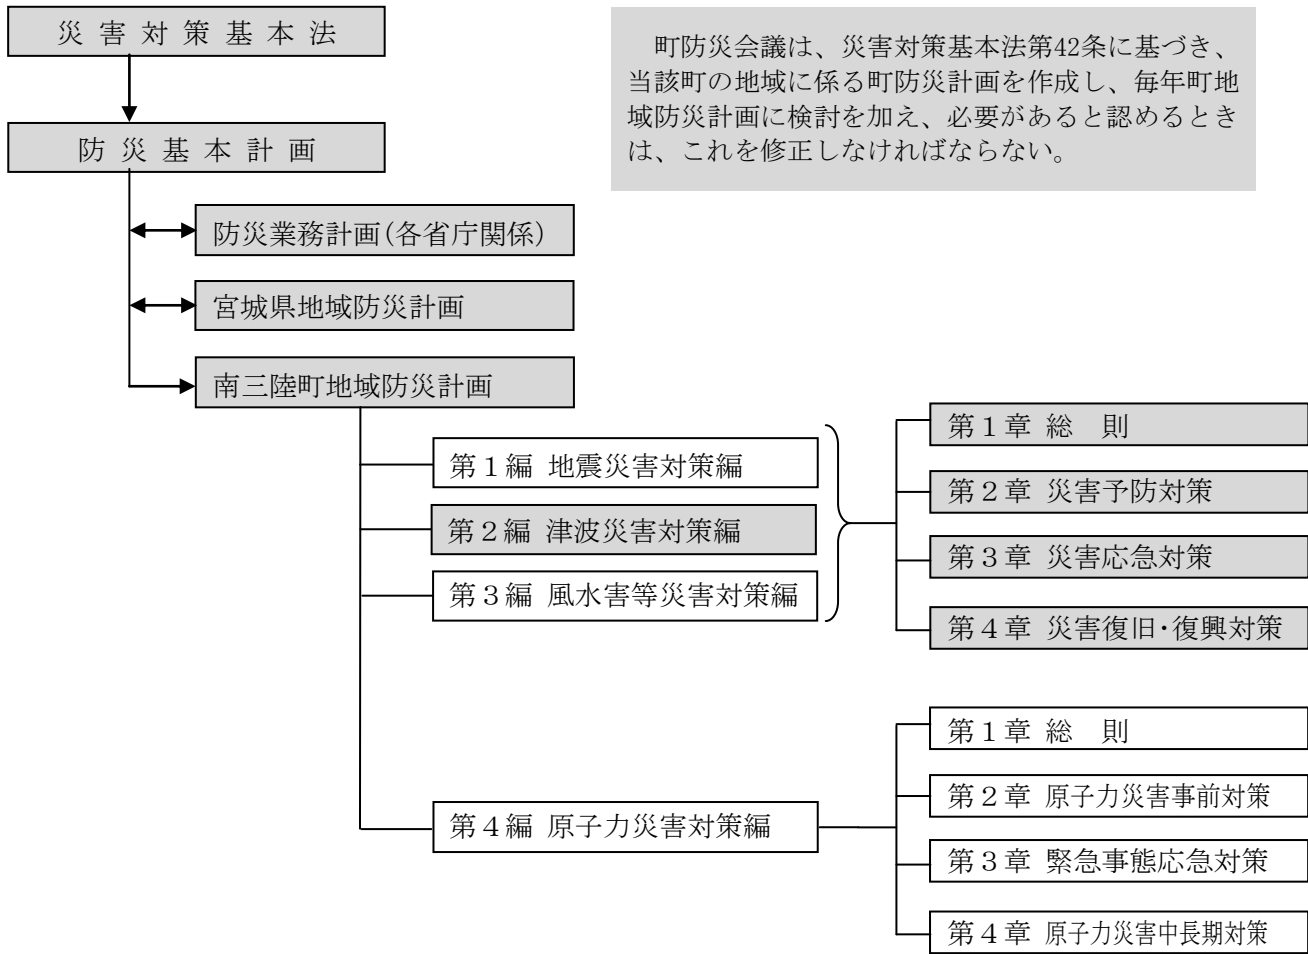 災害対策基本法
町防災会議は、災害対策基本法第42条に基づき、
当該町の地域に係る町防災計画を作成し、毎年町地
域防災計画に検討を加え、必要があると認めるとき
は、これを修正しなければならない。
防災基本計画
防災業務計画(各省庁関係)
宮城県地域防災計画
南三陸町地域防災計画
第1編 地震災害対策編
第2編 津波災害対策編
第3編 風水害等災害対策編
第1章 総　則
第2章 災害予防対策
第3章 災害応急対策
第4章 災害復旧・復興対策
第4編 原子力災害対策編
第1章 総　則
第2章 原子力災害事前対策
第3章 緊急事態応急対策
第4章 原子力災害中長期対策